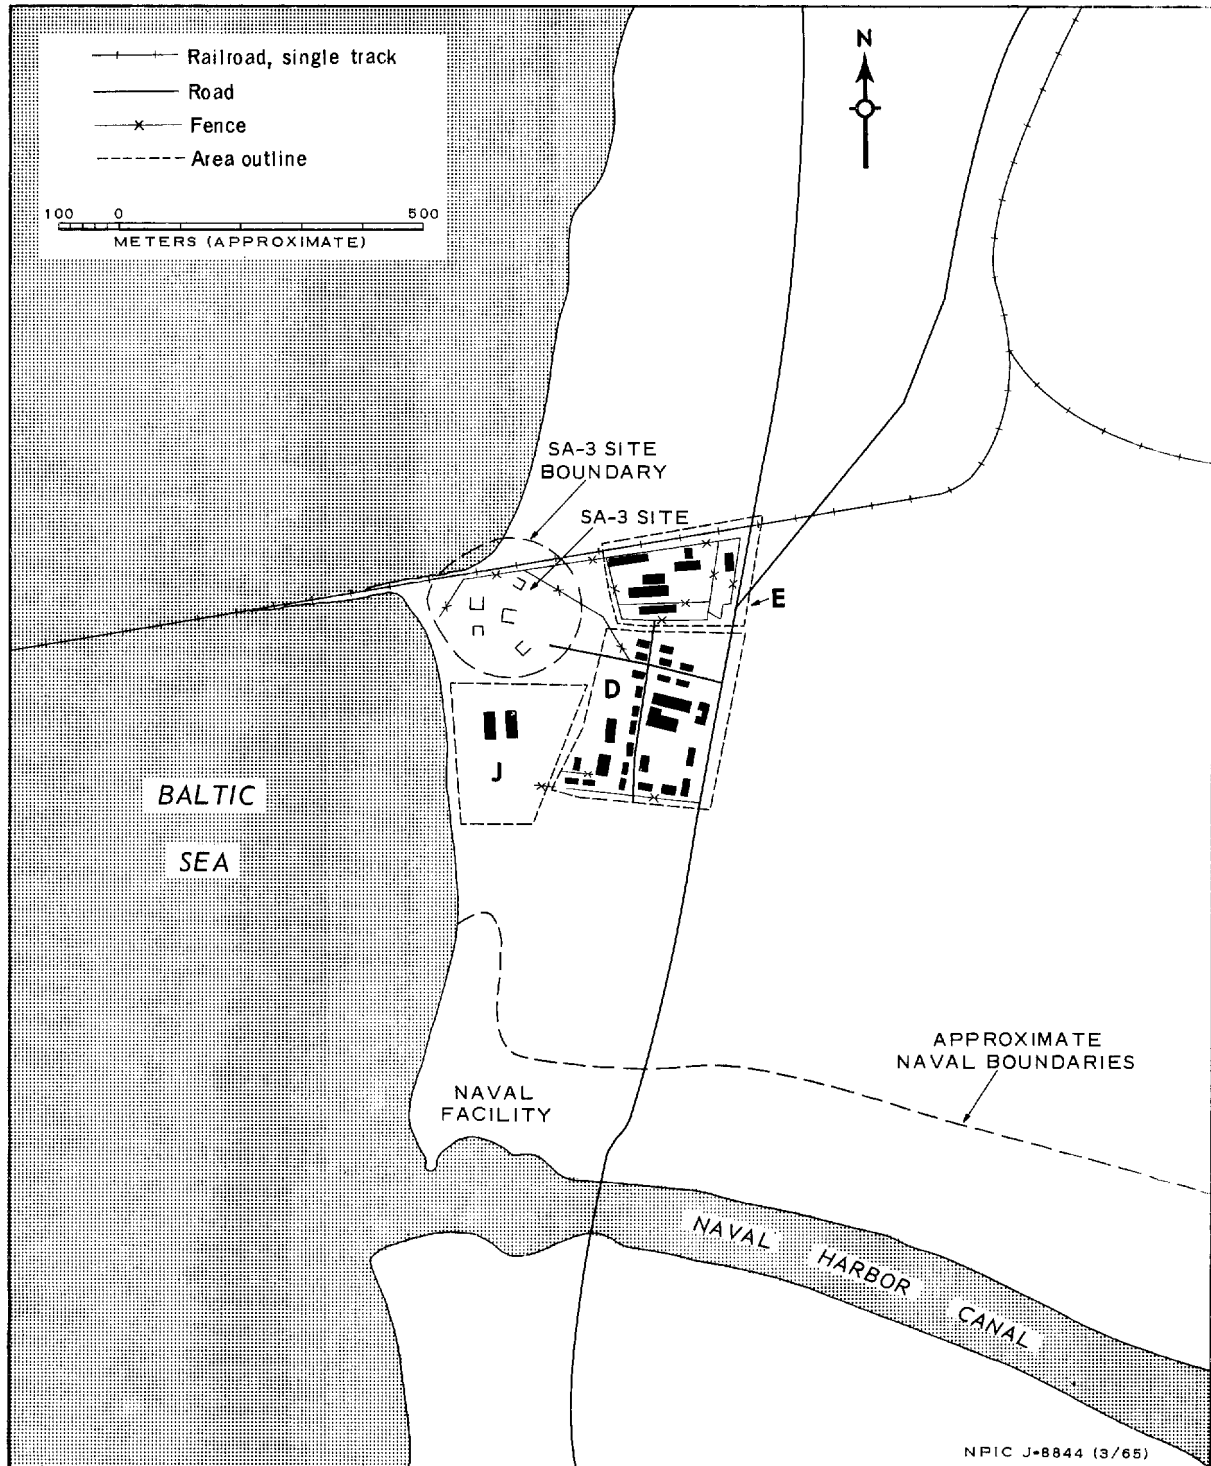 Railroad, single track
Road
Fence
Area outline
100 0 500
METERS (APPROXIMATE)
N
SA-3 SITE
BOUNDARY
SA-3 SITE
E
D
J
BALTIC
SEA
APPROXIMATE
NAVAL BOUNDARIES
NAVAL
FACILITY
NAVAL HARBOR CANAL
NPIC J-8844 (3/65)